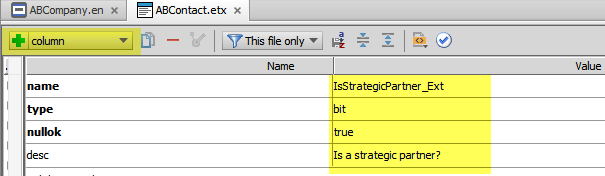 ABCompany.en × ABContact.etx ×
column This file only
Name Value
name IsStrategicPartner_Ext
type bit
nullok true
desc Is a strategic partner?